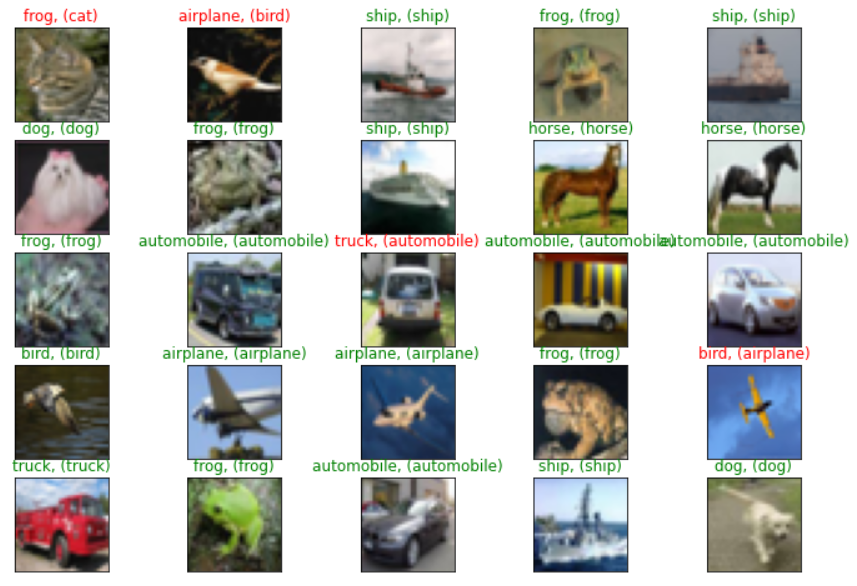 frog, (cat) airplane, (bird) ship, (ship) frog, (frog) ship, (ship)
dog, (dog) frog, (frog) ship, (ship) horse, (horse) horse, (horse)
frog, (frog) automobile, (automobile) truck, (automobile) automobile, (automobile) automobile, (automobile)
bird, (bird) airplane, (airplane) airplane, (airplane) frog, (frog) bird, (airplane)
truck, (truck) frog, (frog) automobile, (automobile) ship, (ship) dog, (dog)